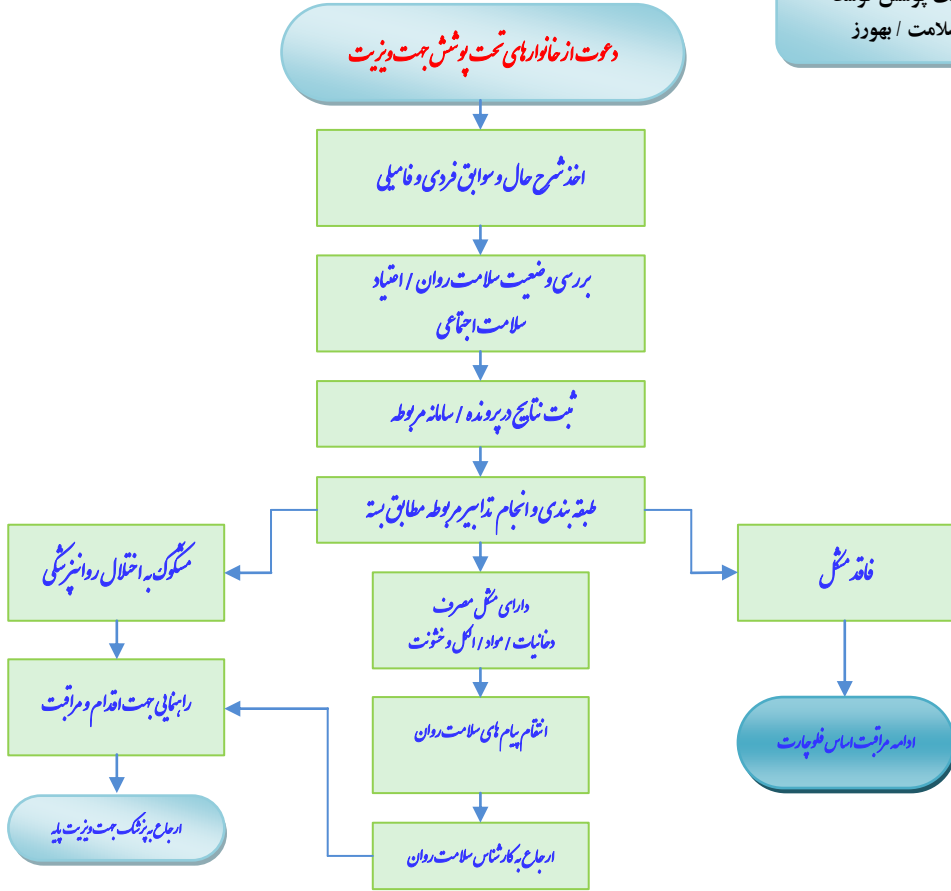 پوشش
سلامت / بهورز
دعوت از خانوارهای تحت پوشش جهت ویزیت
اخذ شرح حال و سوابق فردی و فامیلی
بررسی وضعیت سلامت روان / اعتیاد
سلامت اجتماعی
ثبت نتایج در پرونده / سامانه مربوطه
طبقه بندی و انجام تدابیر مربوطه مطابق بسته
فاقد مشکل
دارای مشکل مصرف
دخانیات / مواد / الکل و خشونت
مشکوک به اختلال روانپزشکی
راهنمایی جهت اقدام و مراقبت
انتقام پیام های سلامت روان
ادامه مراقبت اساس فلوچارت
ارجاع به پزشک جهت ویزیت پایه
ارجاع به کارشناس سلامت روان